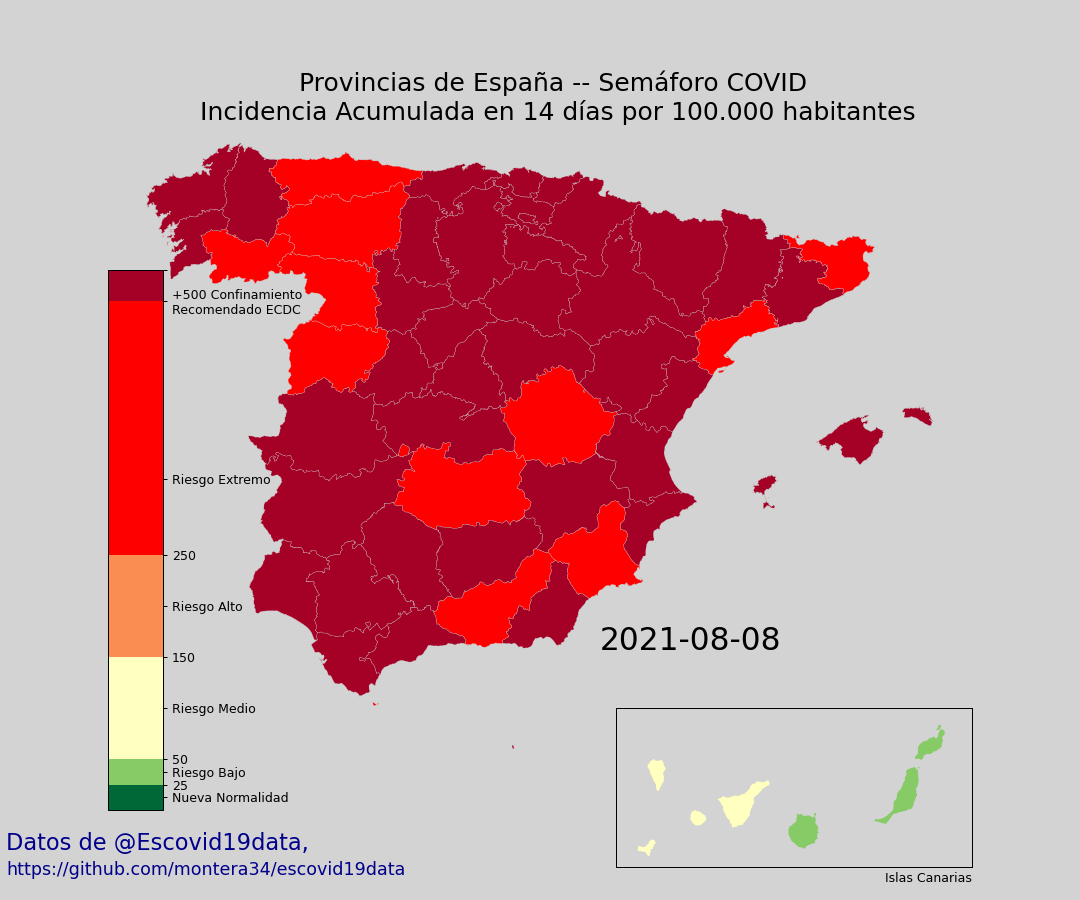 Provincias de España -- Semáforo COVID
Incidencia Acumulada en 14 días por 100.000 habitantes
+500 Confinamiento
Recomendado ECDC
Riesgo Extremo
250
Riesgo Alto
150
Riesgo Medio
50
Riesgo Bajo
25
Nueva Normalidad
2021-08-08
Islas Canarias
Datos de @Escovid19data,
https://github.com/montera34/escovid19data